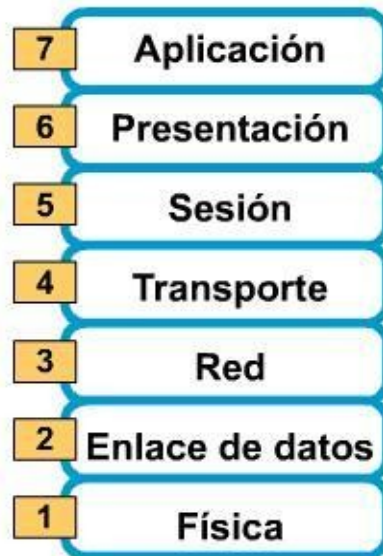 7 Aplicación
6 Presentación
5 Sesión
4 Transporte
3 Red
2 Enlace de datos
1 Física